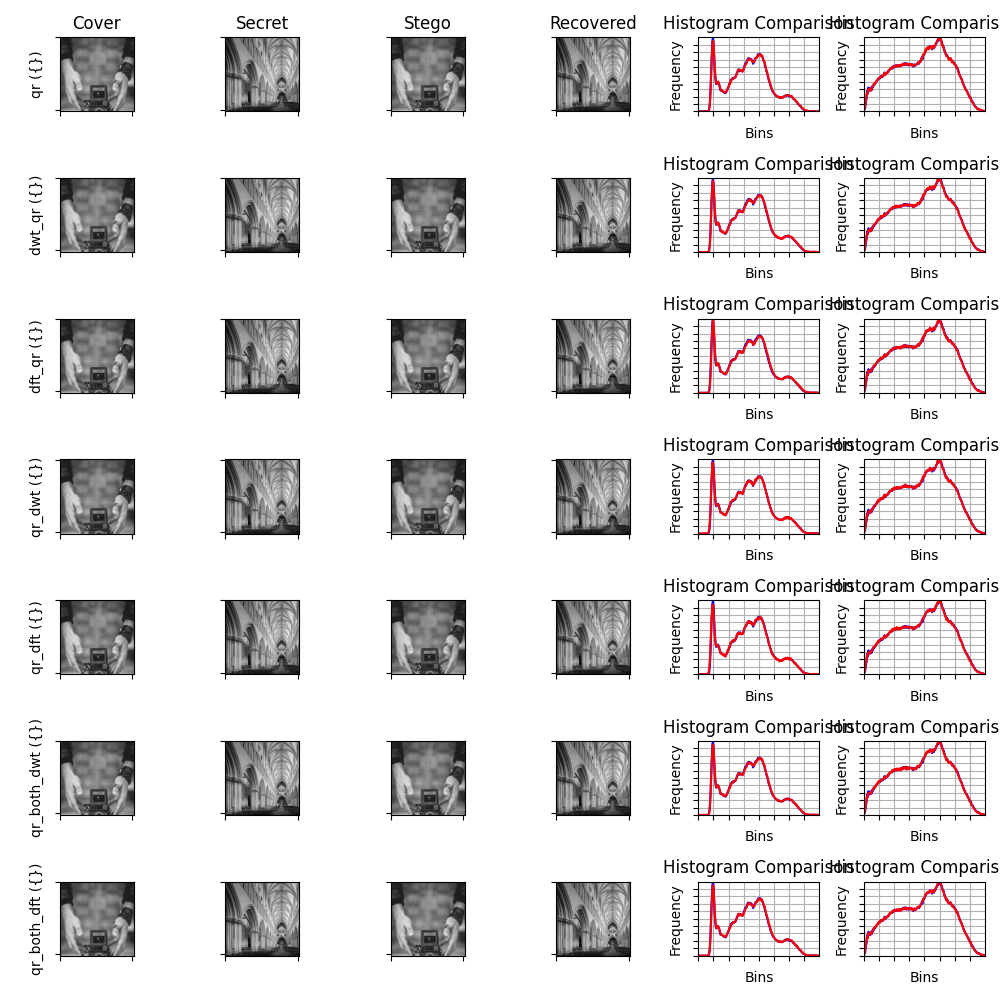 Cover Secret Stego Recovered Histogram Comparison Histogram Comparis
qr ({}) Frequency Frequency
Bins Bins
Histogram Comparison Histogram Comparis
dwt_qr ({}) Frequency Frequency
Bins Bins
Histogram Comparison Histogram Comparis
dft_qr ({}) Frequency Frequency
Bins Bins
Histogram Comparison Histogram Comparis
qr_dwt ({}) Frequency Frequency
Bins Bins
Histogram Comparison Histogram Comparis
qr_dft ({}) Frequency Frequency
Bins Bins
Histogram Comparison Histogram Comparis
qr_both_dwt ({}) Frequency Frequency
Bins Bins
Histogram Comparison Histogram Comparis
qr_both_dft ({}) Frequency Frequency
Bins Bins